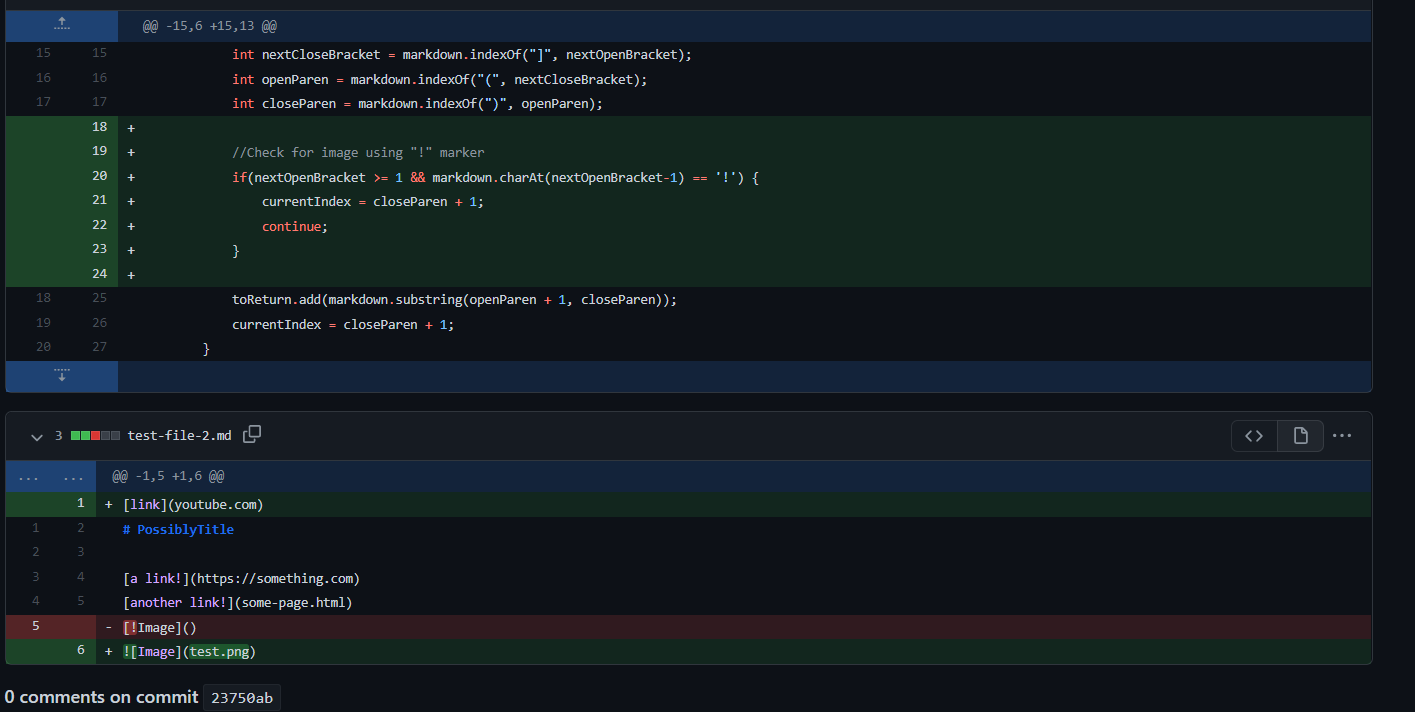 @@ -15,6 +15,13 @@
15 15 int nextCloseBracket = markdown.indexOf("]", nextOpenBracket);
16 16 int openParen = markdown.indexOf("(", nextCloseBracket);
17 17 int closeParen = markdown.indexOf(")", openParen);
18 +
19 + //Check for image using "!" marker
20 + if(nextOpenBracket >= 1 && markdown.charAt(nextOpenBracket-1) == '!') {
21 + currentIndex = closeParen + 1;
22 + continue;
23 + }
24 +
18 25 toReturn.add(markdown.substring(openParen + 1, closeParen));
19 26 currentIndex = closeParen + 1;
20 27 }
3 test-file-2.md
... ... @@ -1,5 +1,6 @@
1 + [link](youtube.com)
1 2 # PossiblyTitle
2 3
3 4 [a link!](https://something.com)
4 5 [another link!](some-page.html)
5 - [!Image]()
6 + ![Image](test.png)
0 comments on commit 23750ab